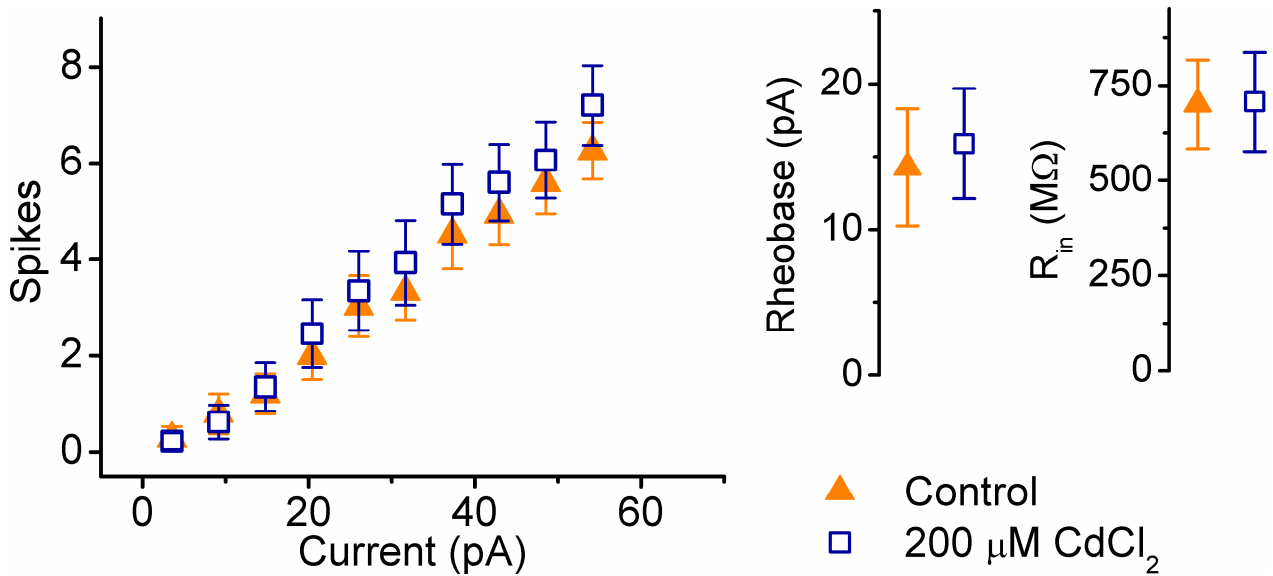 Spikes
8
6
4
2
0
0 20 40 60
Current (pA)
Rheobase (pA)
20
10
0
R_in (MΩ)
750
500
250
0
Control
200 μM CdCl₂